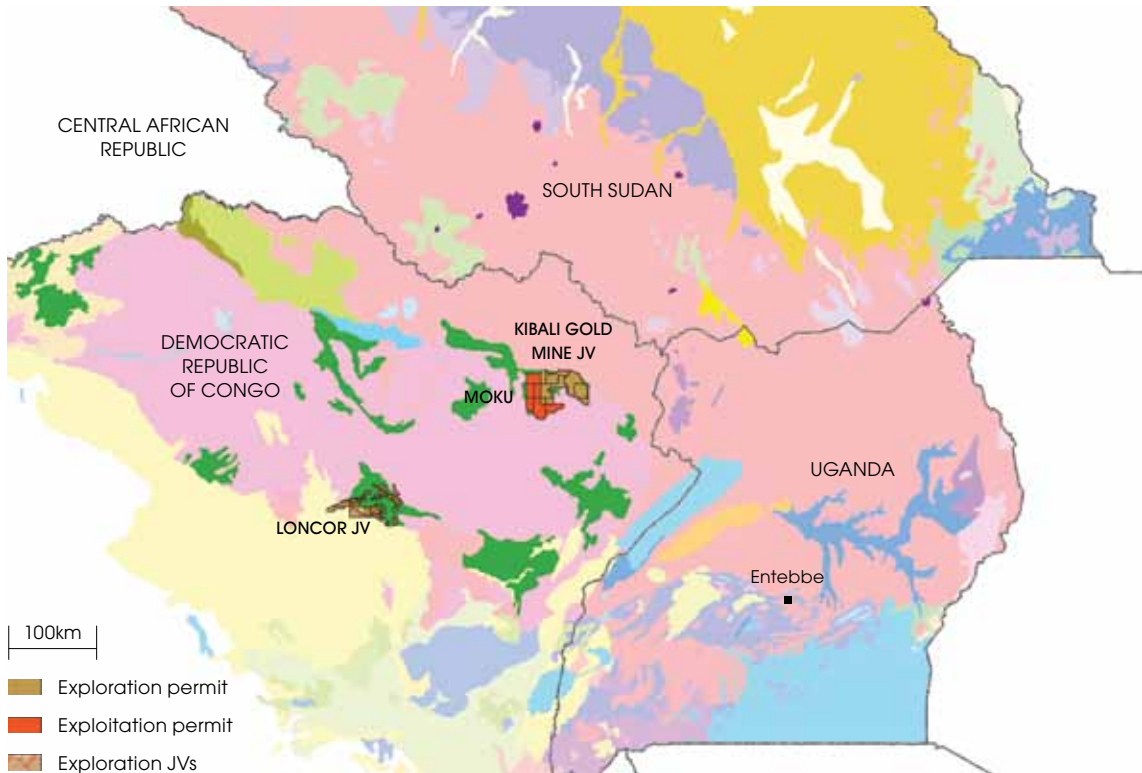 CENTRAL AFRICAN
REPUBLIC
SOUTH SUDAN
KIBALI GOLD
MINE JV
DEMOCRATIC
REPUBLIC
OF CONGO
MOKU
UGANDA
LONCOR JV
Entebbe
100km
Exploration permit
Exploitation permit
Exploration JVs